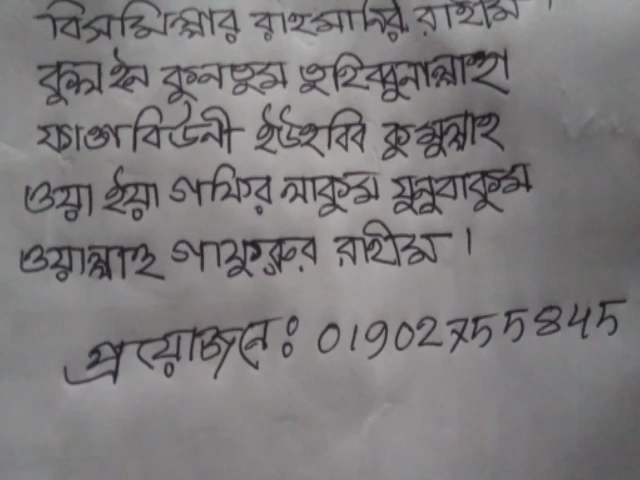 বিসমিল্লার রাহমানির রাহীম ।
কুল ইন কুনতুম তুহিব্বুনাল্লাহা
ফাত্তাবিউনী ইউহবিব কুমুল্লাহ
ওয়া ইয়া গফির লাকুম যুনুবাকুম
ওয়াল্লাহু গাফুরুর রাহীম ।
প্রয়োজনে: 01902755845